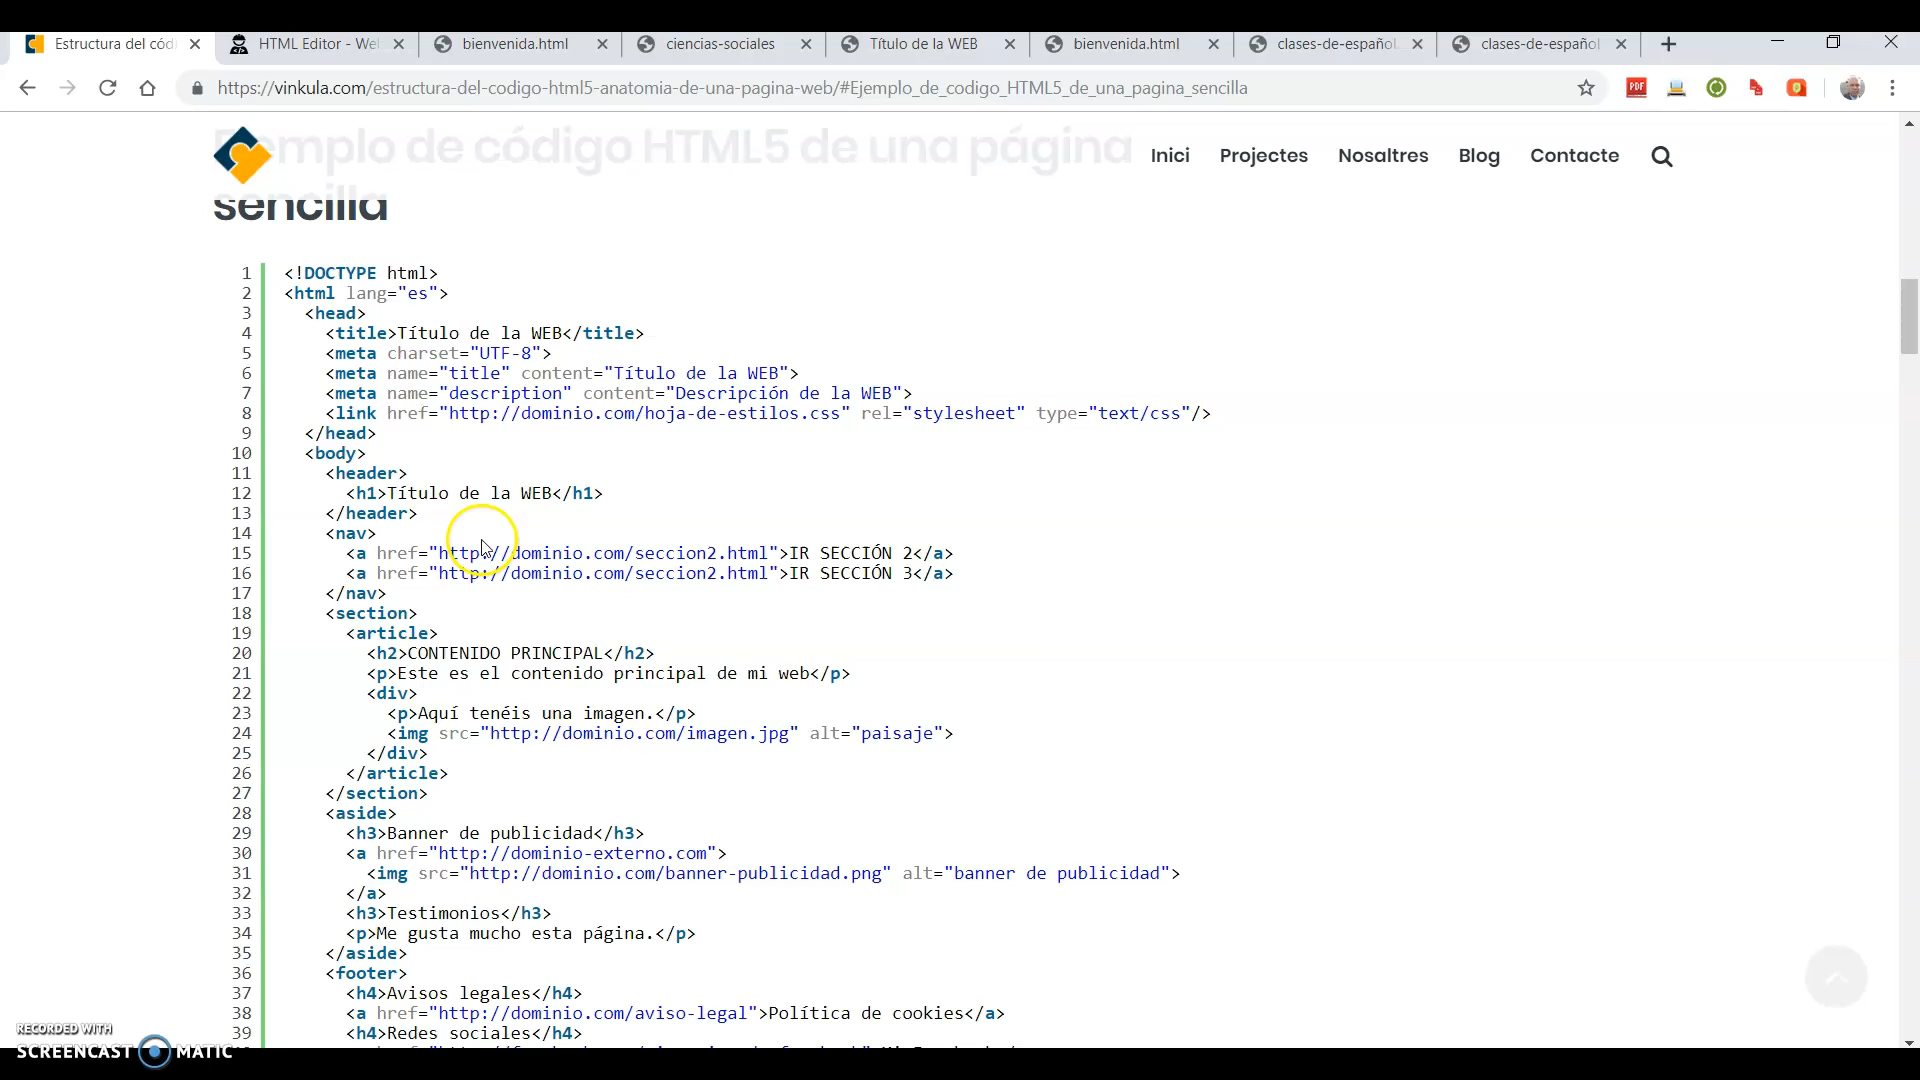 Estructura del cód
HTML Editor - We
bienvenida.html
ciencias-sociales
Título de la WEB
bienvenida.html
clases-de-español
clases-de-español
https://vinkula.com/estructura-del-codigo-html5-anatomia-de-una-pagina-web/#Ejemplo_de_codigo_HTML5_de_una_pagina_sencilla
PDF
emplo de código HTML5 de una página
sencilla
Inici Projectes Nosaltres Blog Contacte
1 <!DOCTYPE html>
2 <html lang="es">
3 <head>
4 <title>Título de la WEB</title>
5 <meta charset="UTF-8">
6 <meta name="title" content="Título de la WEB">
7 <meta name="description" content="Descripción de la WEB">
8 <link href="http://dominio.com/hoja-de-estilos.css" rel="stylesheet" type="text/css"/>
9 </head>
10 <body>
11 <header>
12 <h1>Título de la WEB</h1>
13 </header>
14 <nav>
15 <a href="http://dominio.com/seccion2.html">IR SECCIÓN 2</a>
16 <a href="http://dominio.com/seccion2.html">IR SECCIÓN 3</a>
17 </nav>
18 <section>
19 <article>
20 <h2>CONTENIDO PRINCIPAL</h2>
21 <p>Este es el contenido principal de mi web</p>
22 <div>
23 <p>Aquí tenéis una imagen.</p>
24 <img src="http://dominio.com/imagen.jpg" alt="paisaje">
25 </div>
26 </article>
27 </section>
28 <aside>
29 <h3>Banner de publicidad</h3>
30 <a href="http://dominio-externo.com">
31 <img src="http://dominio.com/banner-publicidad.png" alt="banner de publicidad">
32 </a>
33 <h3>Testimonios</h3>
34 <p>Me gusta mucho esta página.</p>
35 </aside>
36 <footer>
37 <h4>Avisos legales</h4>
38 <a href="http://dominio.com/aviso-legal">Política de cookies</a>
39 <h4>Redes sociales</h4>
RECORDED WITH
SCREENCAST MATIC